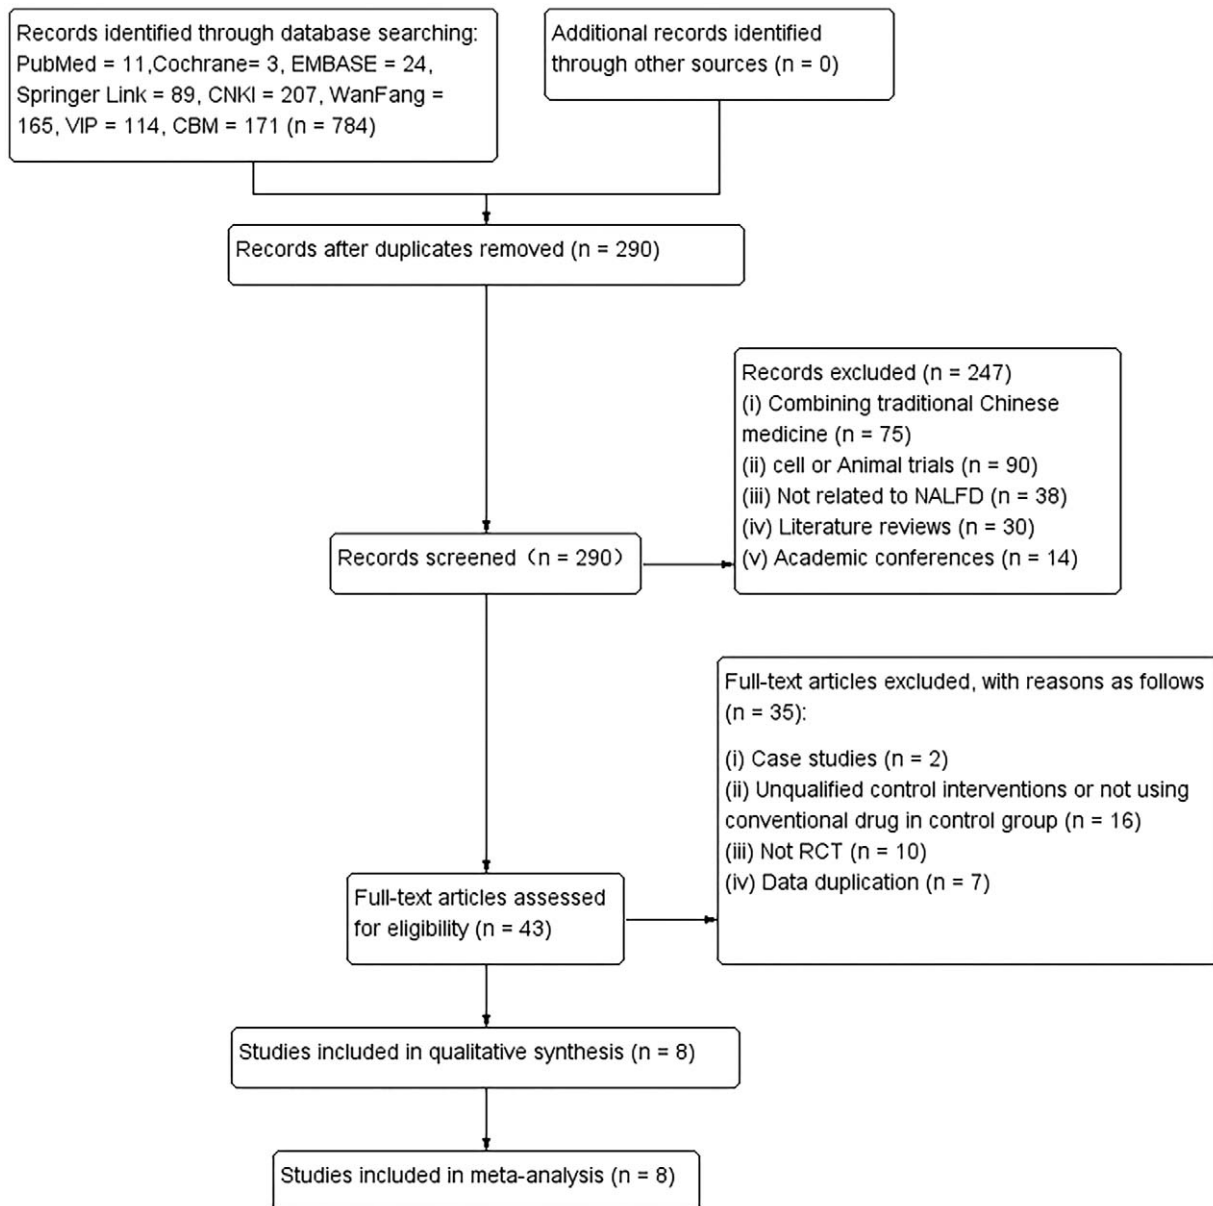 Records identified through database searching:
PubMed = 11,Cochrane= 3, EMBASE = 24,
Springer Link = 89, CNKI = 207, WanFang =
165, VIP = 114, CBM = 171 (n = 784)
Additional records identified
through other sources (n = 0)
Records after duplicates removed (n = 290)
Records excluded (n = 247)
(i) Combining traditional Chinese
medicine (n = 75)
(ii) cell or Animal trials (n = 90)
(iii) Not related to NALFD (n = 38)
(iv) Literature reviews (n = 30)
(v) Academic conferences (n = 14)
Records screened（n = 290）
Full-text articles excluded, with reasons as follows
(n = 35):
(i) Case studies (n = 2)
(ii) Unqualified control interventions or not using
conventional drug in control group (n = 16)
(iii) Not RCT (n = 10)
(iv) Data duplication (n = 7)
Full-text articles assessed
for eligibility (n = 43)
Studies included in qualitative synthesis (n = 8)
Studies included in meta-analysis (n = 8)